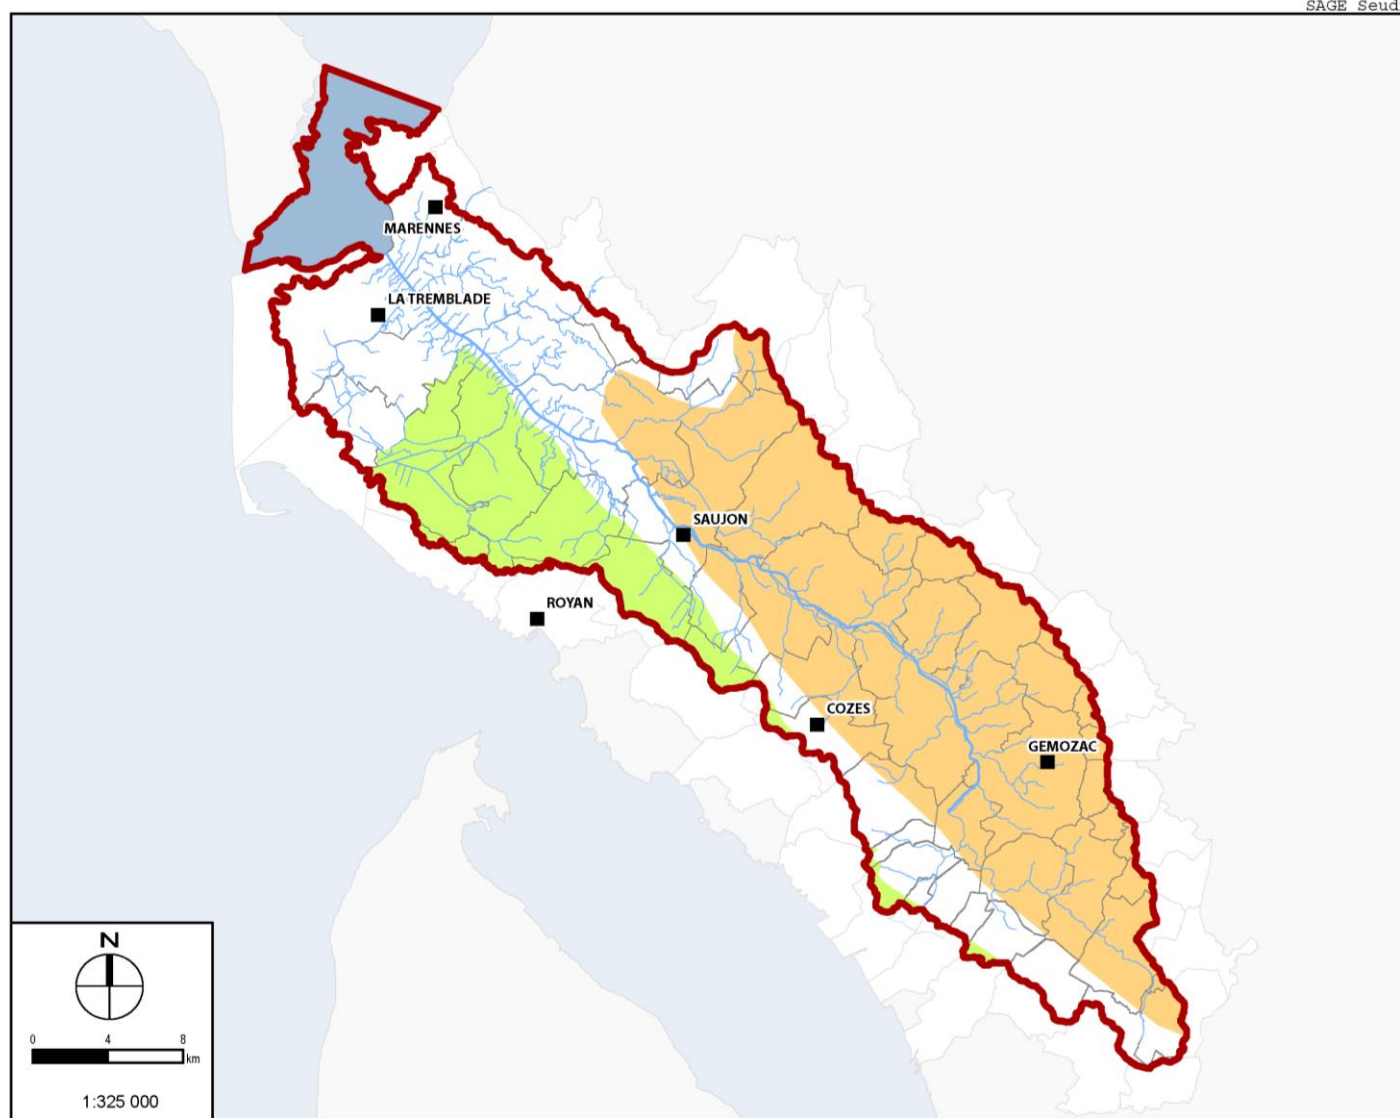 SAGE Seud
MARENNES
LA TREMBLADE
SAUJON
ROYAN
COZES
GEMOZAC
N
0 4 8
km
1:325 000